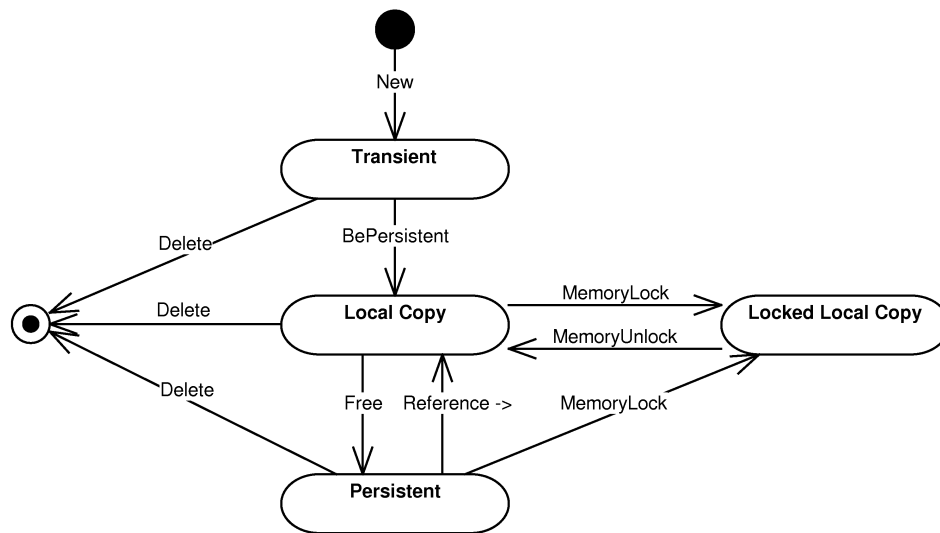 New
Transient
BePersistent
Delete
Delete
Local Copy
MemoryLock
Locked Local Copy
MemoryUnlock
Delete
Free
Reference ->
MemoryLock
Persistent